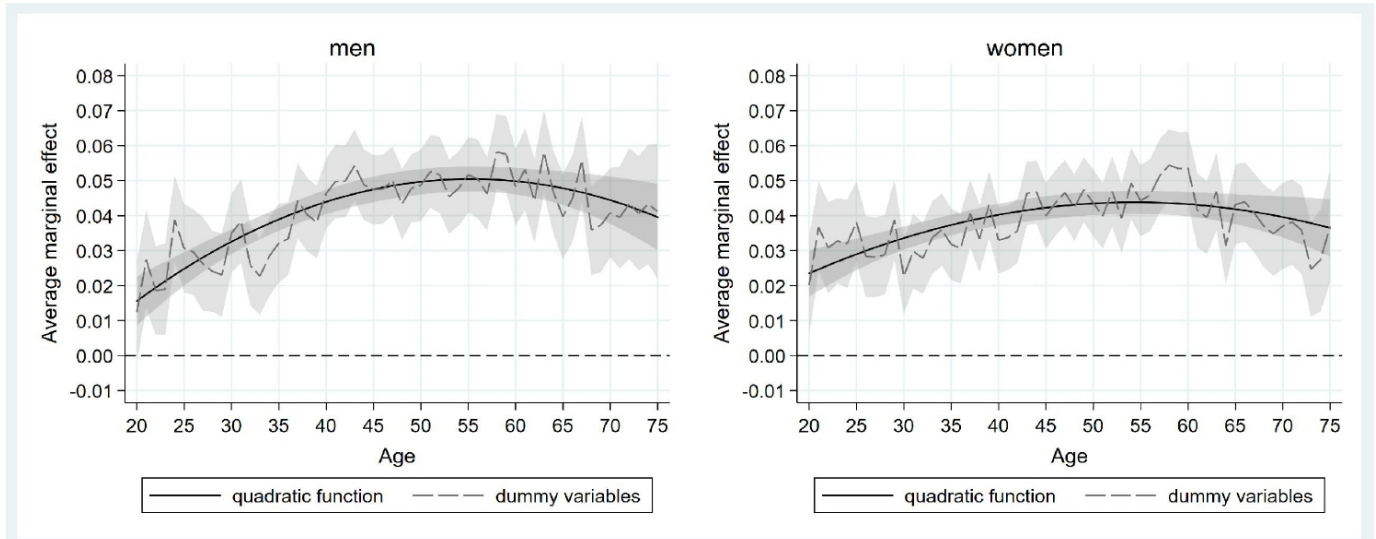 men
Average marginal effect
0.08
0.07
0.06
0.05
0.04
0.03
0.02
0.01
0.00
-0.01
20 25 30 35 40 45 50 55 60 65 70 75
Age
quadratic function dummy variables
women
Average marginal effect
0.08
0.07
0.06
0.05
0.04
0.03
0.02
0.01
0.00
-0.01
20 25 30 35 40 45 50 55 60 65 70 75
Age
quadratic function dummy variables